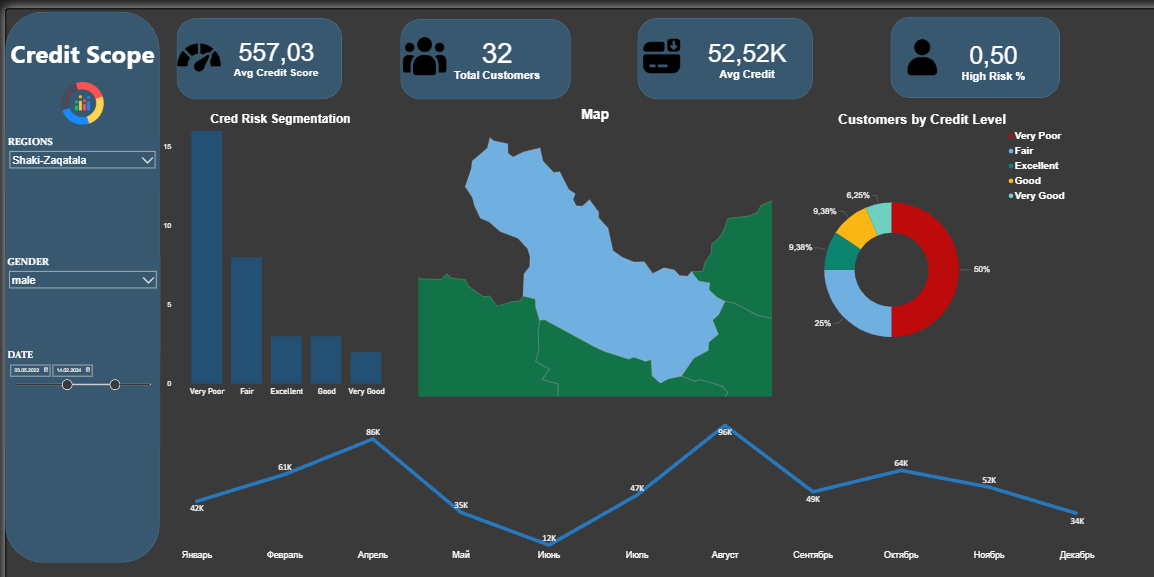 Credit Scope
REGIONS
Shaki-Zaqatala
GENDER
male
DATE
03.05.2022
14.03.2024
557,03
Avg Credit Score
32
Total Customers
52,52K
Avg Credit
0,50
High Risk %
Cred Risk Segmentation
15
10
5
0
Very Poor
Fair
Excellent
Good
Very Good
Map
Customers by Credit Level
Very Poor
Fair
Excellent
Good
Very Good
6,25%
9,38%
9,38%
25%
50%
42K
61K
86K
35K
12K
47K
96K
49K
64K
52K
34K
Январь
Февраль
Апрель
Май
Июнь
Июль
Август
Сентябрь
Октябрь
Ноябрь
Декабрь